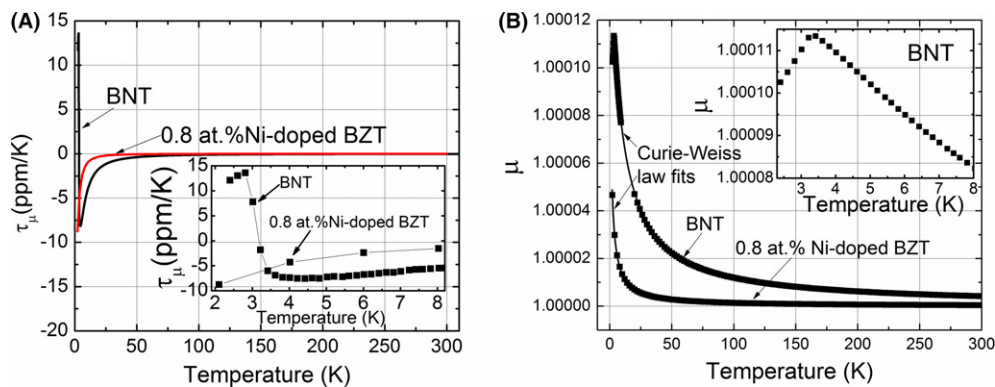 (A)
15
10
5
0
-5
-10
-15
-20
τμ(ppm/K)
BNT
0.8 at.%Ni-doped BZT
15
10
5
0
-5
-10
τμ(ppm/K)
BNT
0.8 at.%Ni-doped BZT
2 3 4 5 6 7 8
Temperature (K)
0 50 100 150 200 250 300
Temperature (K)
(B)
1.00012
1.00010
1.00008
1.00006
1.00004
1.00002
1.00000
μ
Curie-Weiss
law fits
BNT
0.8 at.% Ni-doped BZT
BNT
1.00011
1.00010
1.00009
1.00008
μ
3 4 5 6 7 8
Temperature (K)
0 50 100 150 200 250 300
Temperature (K)